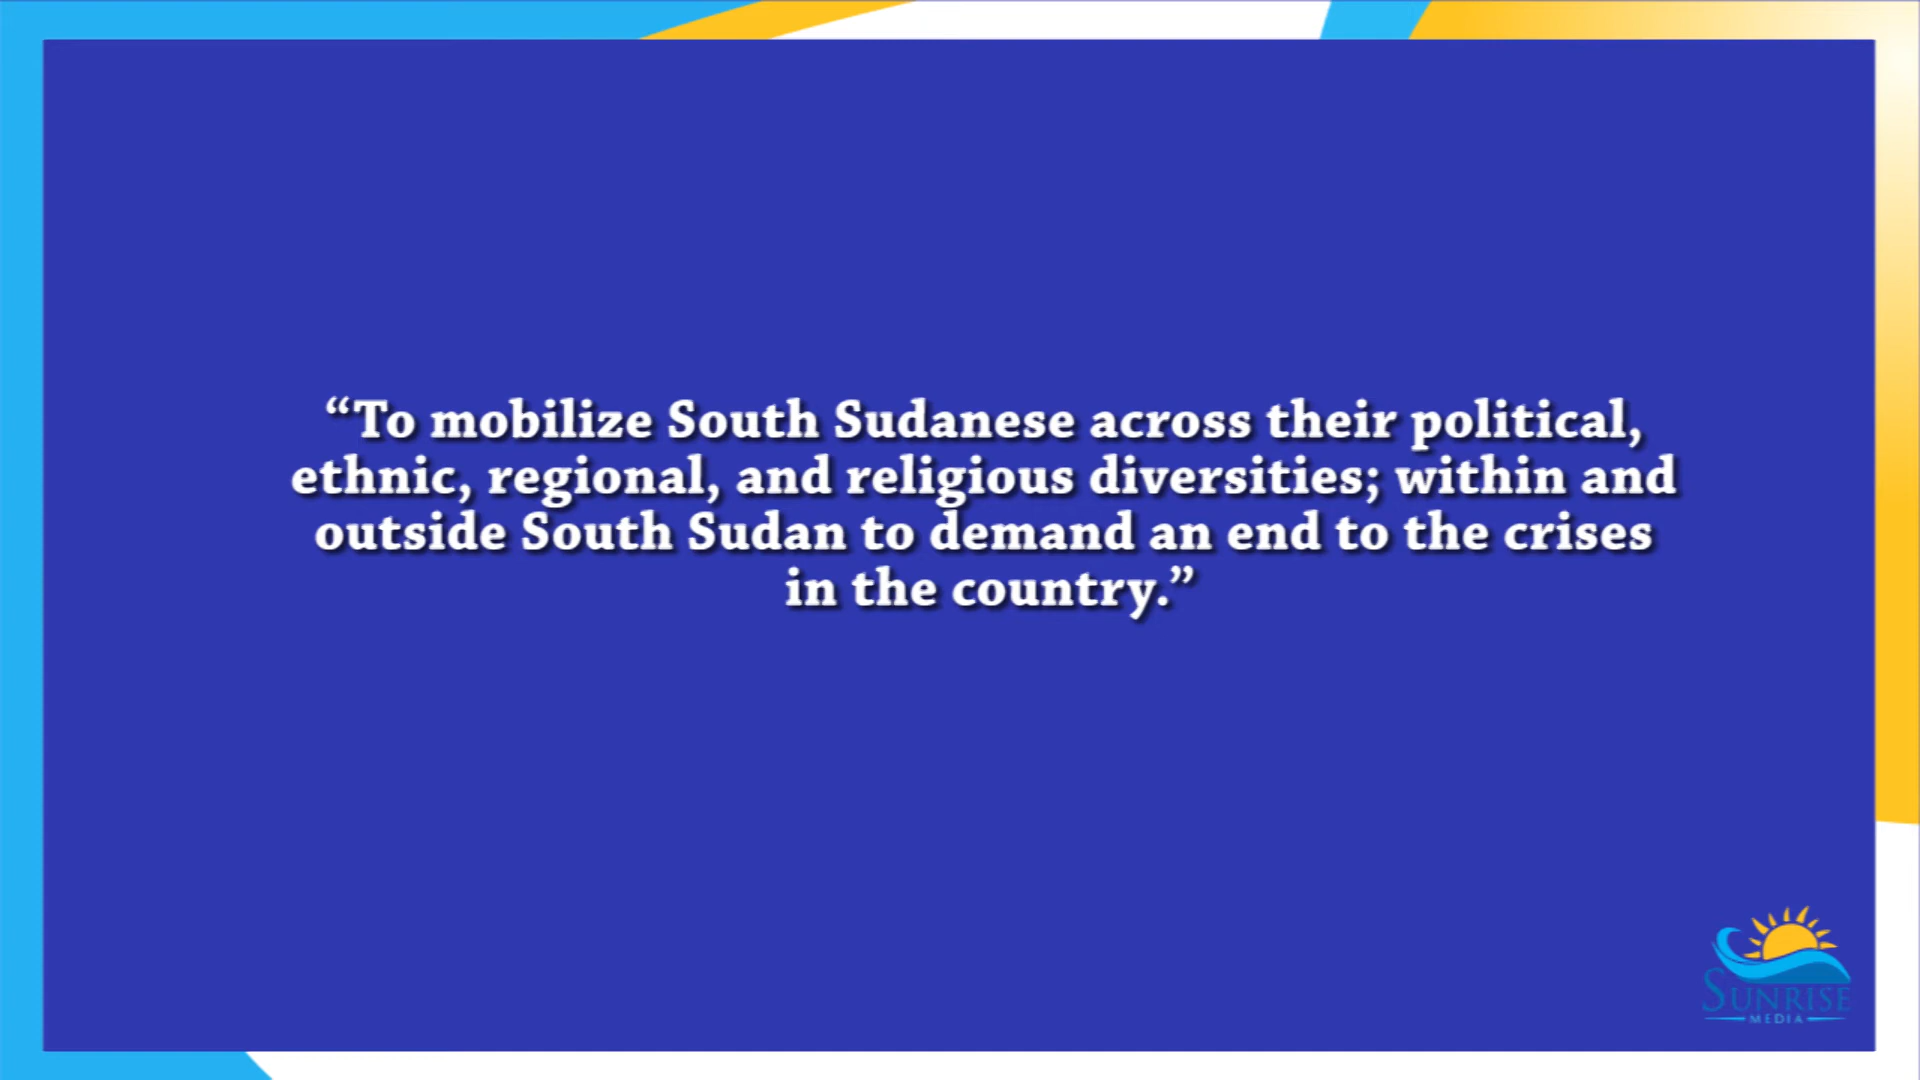 “To mobilize South Sudanese across their political,
ethnic, regional, and religious diversities; within and
outside South Sudan to demand an end to the crises
in the country.”
SUNRISE
MEDIA